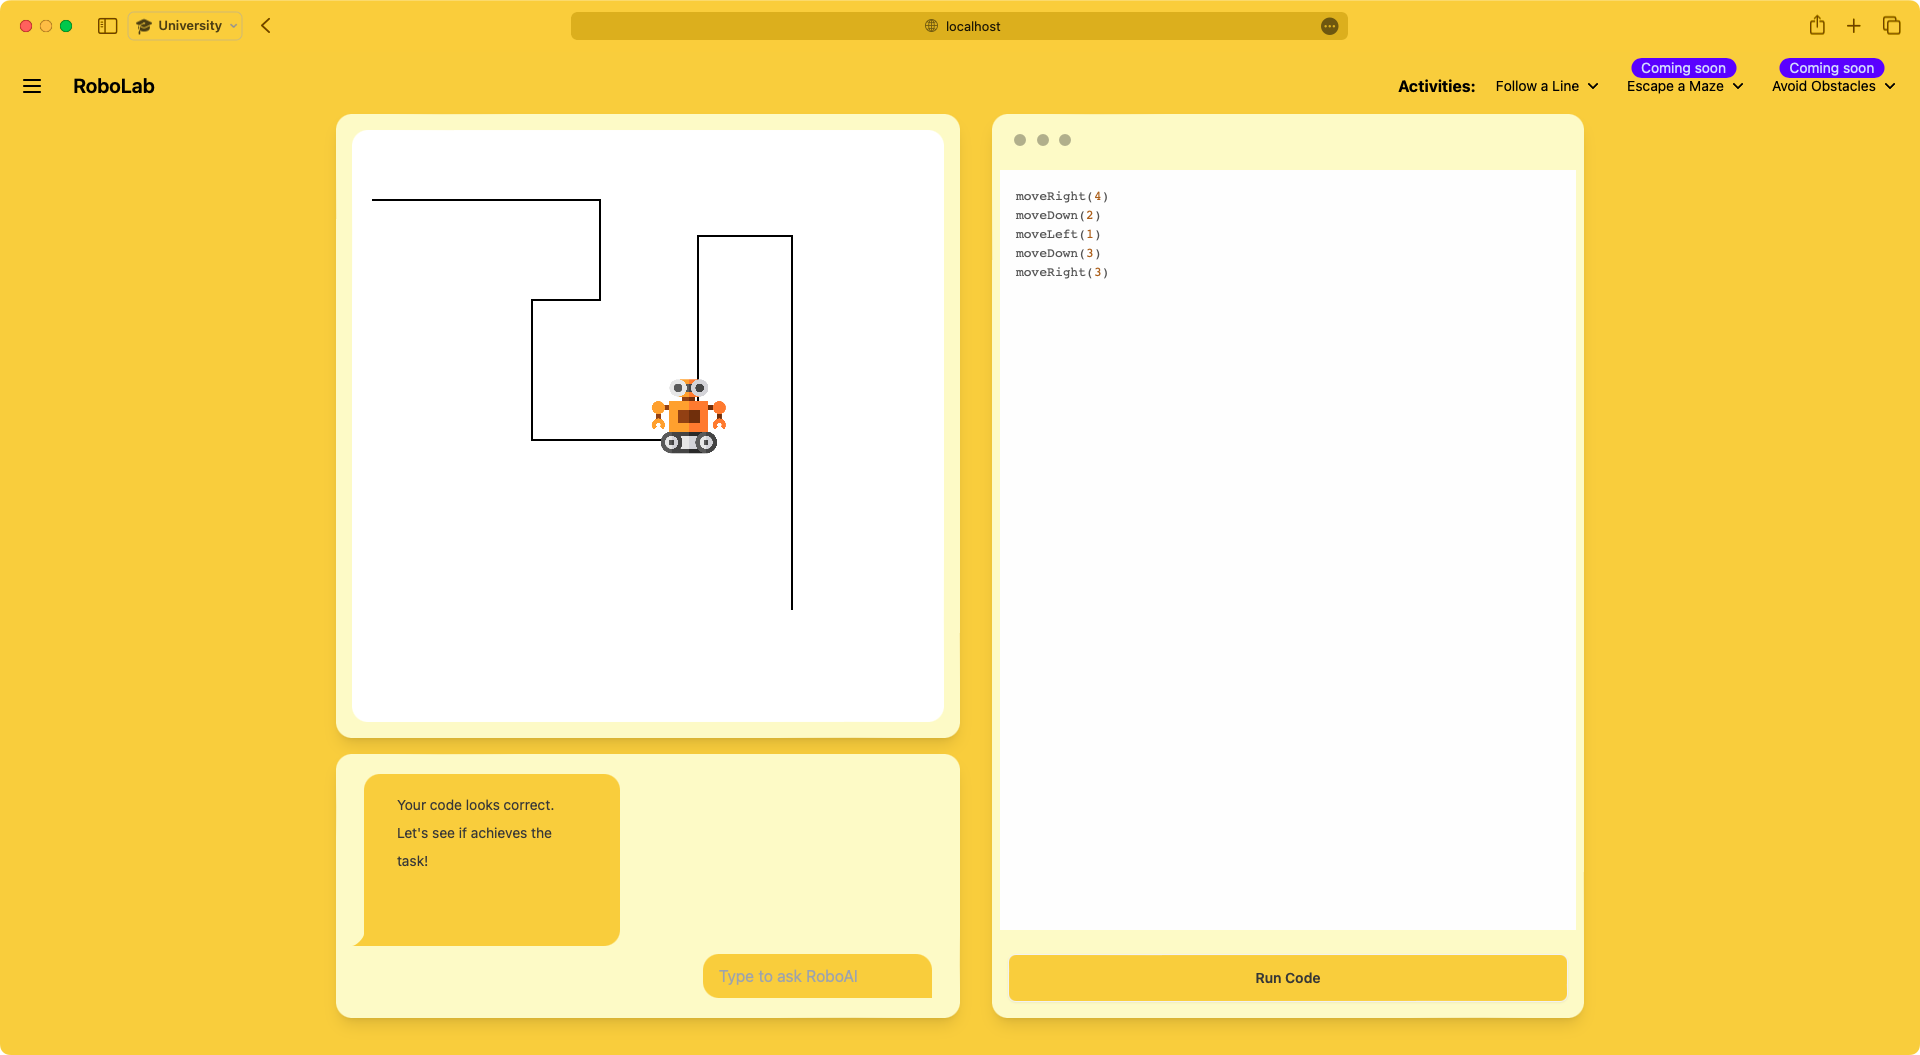 University
localhost
RoboLab
Activities:
Follow a Line
Coming soon
Escape a Maze
Coming soon
Avoid Obstacles
moveRight(4)
moveDown(2)
moveLeft(1)
moveDown(3)
moveRight(3)
Your code looks correct.
Let's see if achieves the
task!
Type to ask RoboAI
Run Code